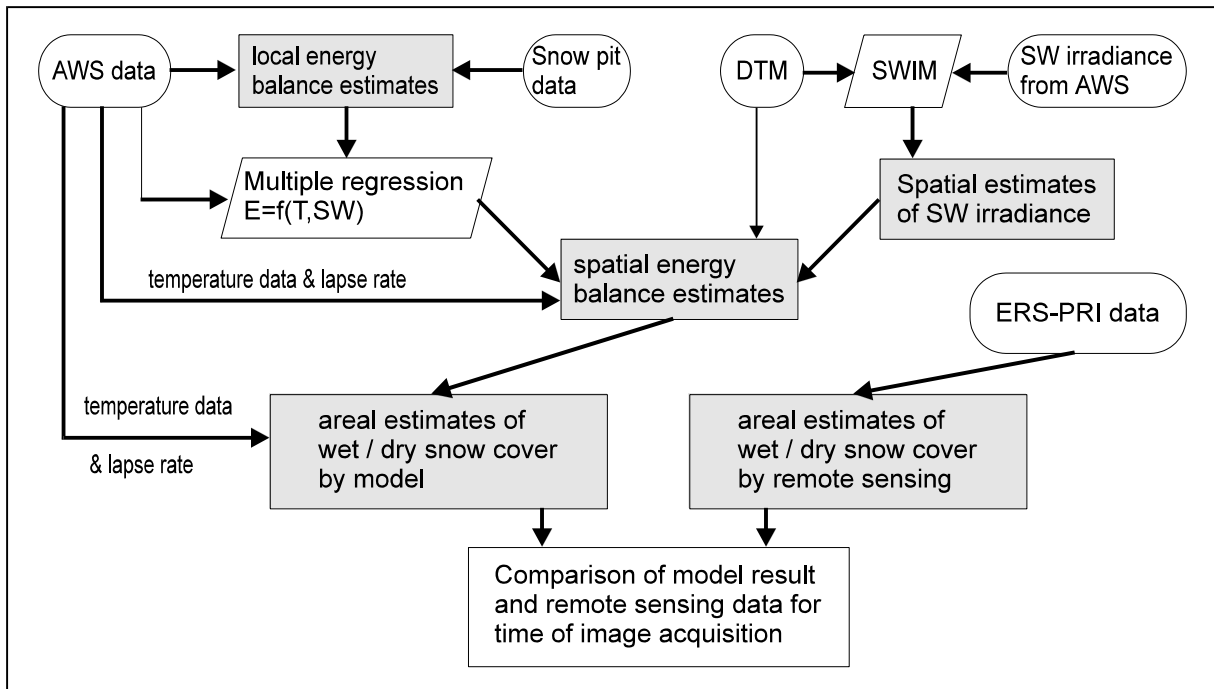 AWS data
local energy
balance estimates
Snow pit
data
DTM
SWIM
SW irradiance
from AWS
Multiple regression
E=f(T,SW)
Spatial estimates
of SW irradiance
temperature data & lapse rate
spatial energy
balance estimates
ERS-PRI data
temperature data
& lapse rate
areal estimates of
wet / dry snow cover
by model
areal estimates of
wet / dry snow cover
by remote sensing
Comparison of model result
and remote sensing data for
time of image acquisition